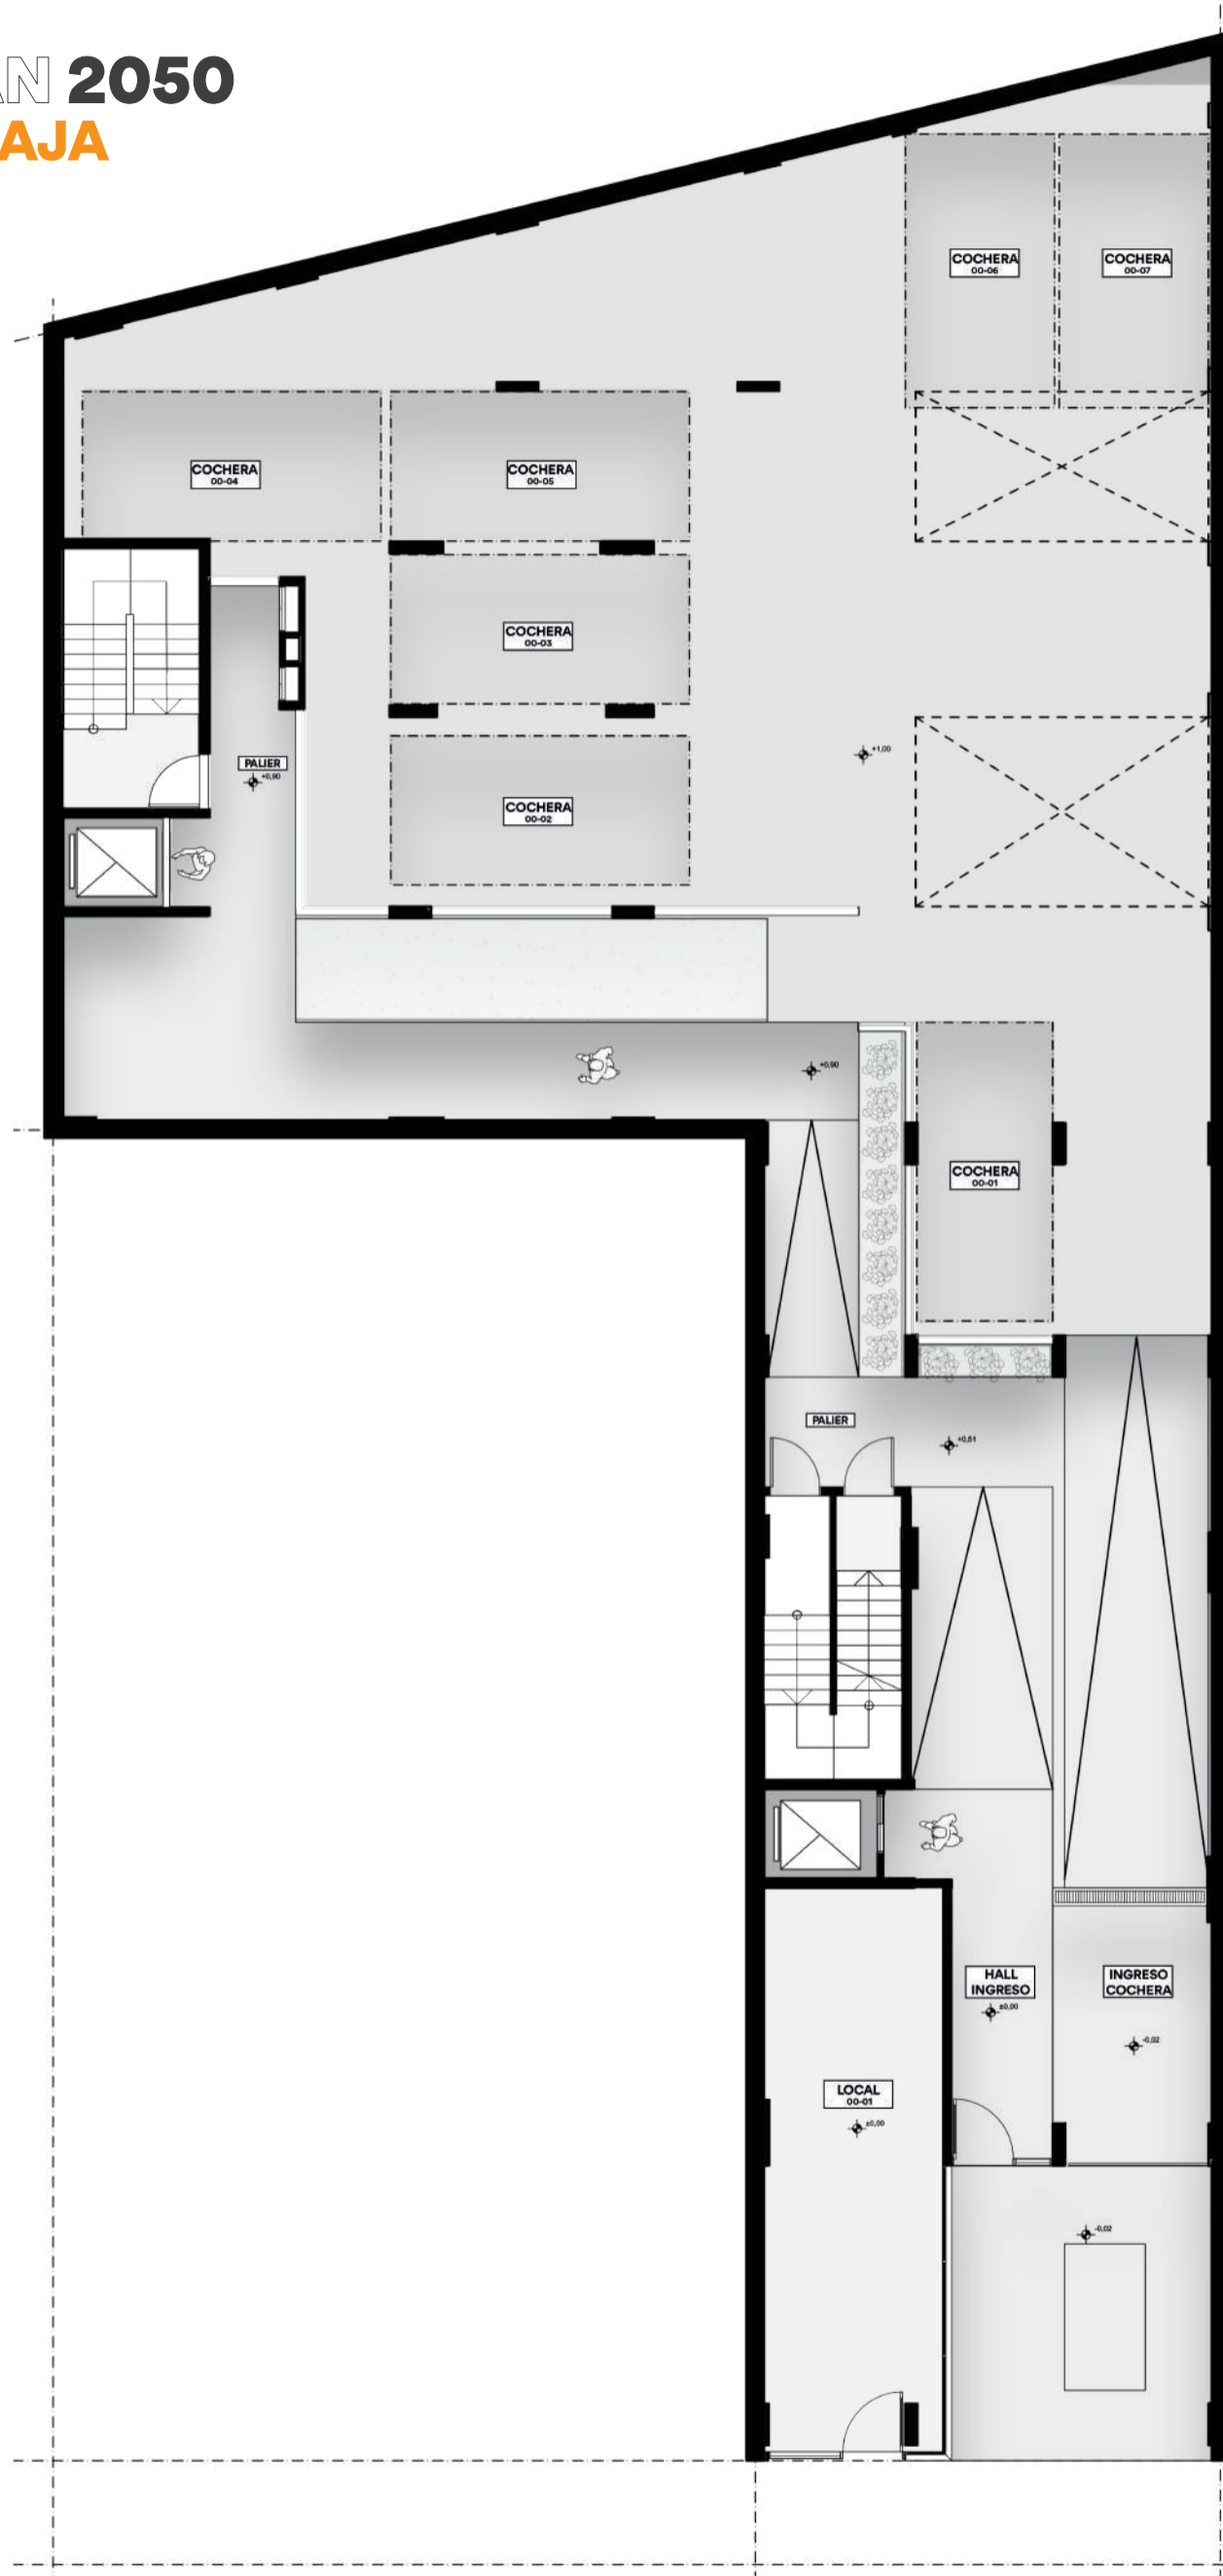 AN 2050
AJA
COCHERA
00-06
COCHERA
00-07
COCHERA
00-04
COCHERA
00-05
COCHERA
00-03
+1,00
PALIER
+0,90
COCHERA
00-02
+0,90
COCHERA
00-01
PALIER
+0,51
HALL
INGRESO
±0,00
INGRESO
COCHERA
-0,02
LOCAL
00-01
±0,00
-0,02